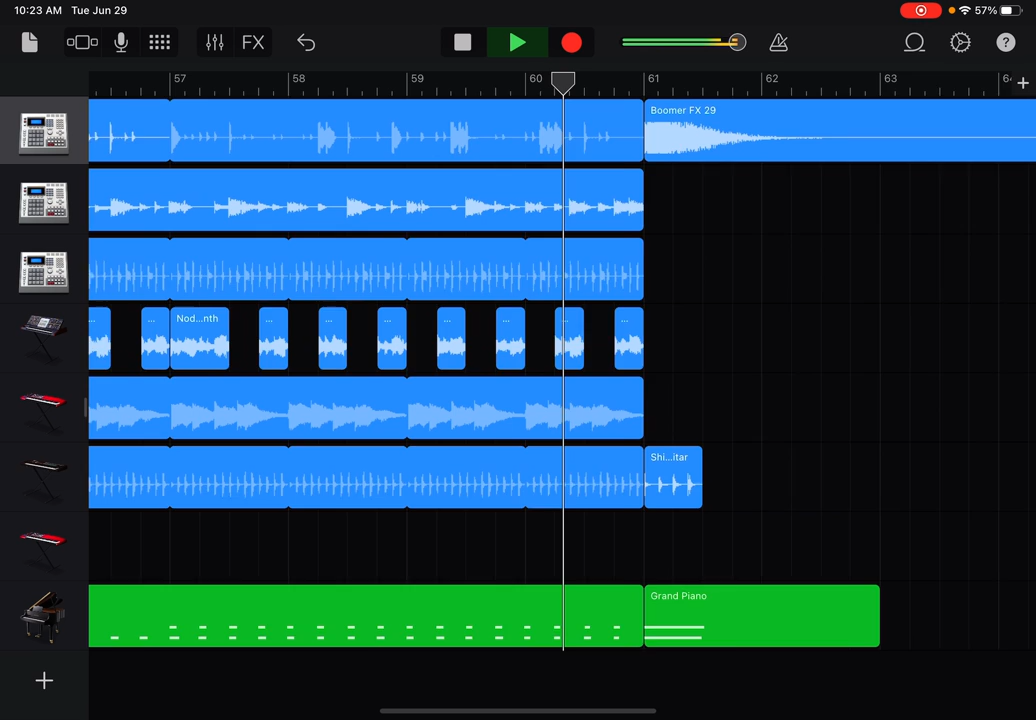 10:23 AM Tue Jun 29
57%
FX
?
57 58 59 60 61 62 63
Boomer FX 29
... ... Nod...nth ... ... ... ... ... ... ...
Shi...itar
Grand Piano